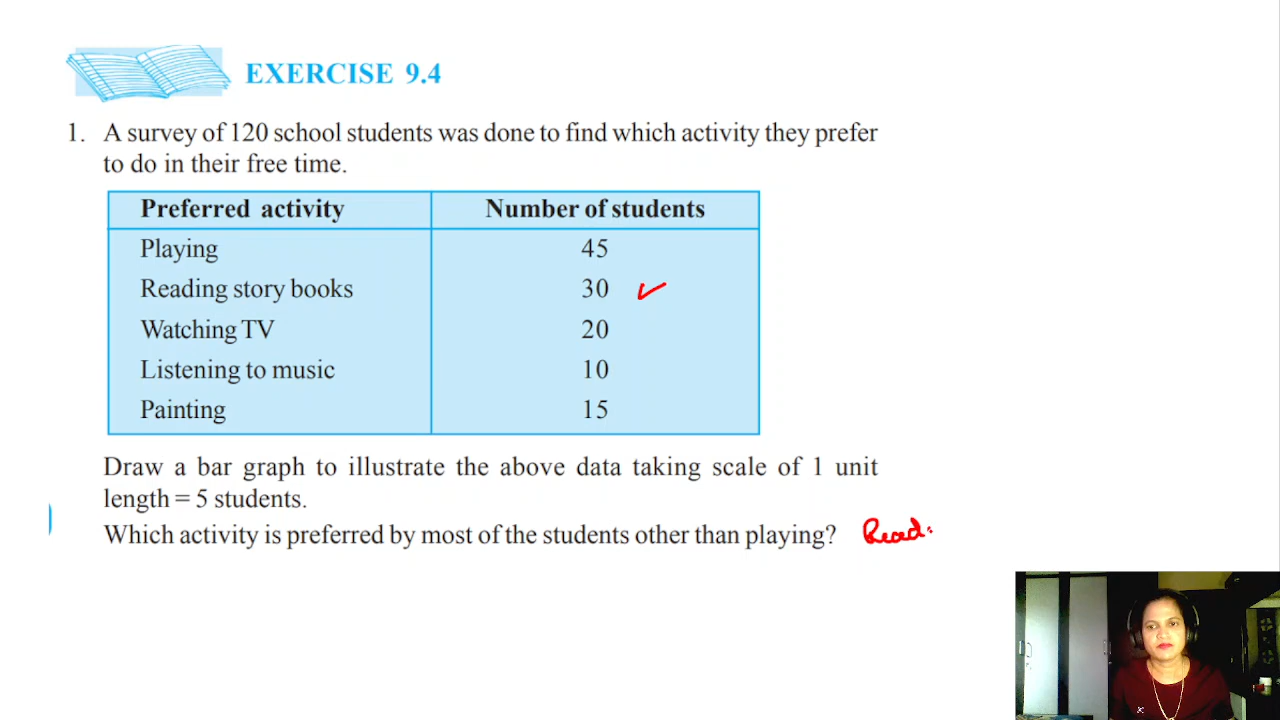 EXERCISE 9.4
1. A survey of 120 school students was done to find which activity they prefer
to do in their free time.
Preferred activity Number of students
Playing 45
Reading story books 30
Watching TV 20
Listening to music 10
Painting 15
Draw a bar graph to illustrate the above data taking scale of 1 unit
length = 5 students.
Which activity is preferred by most of the students other than playing? Read.